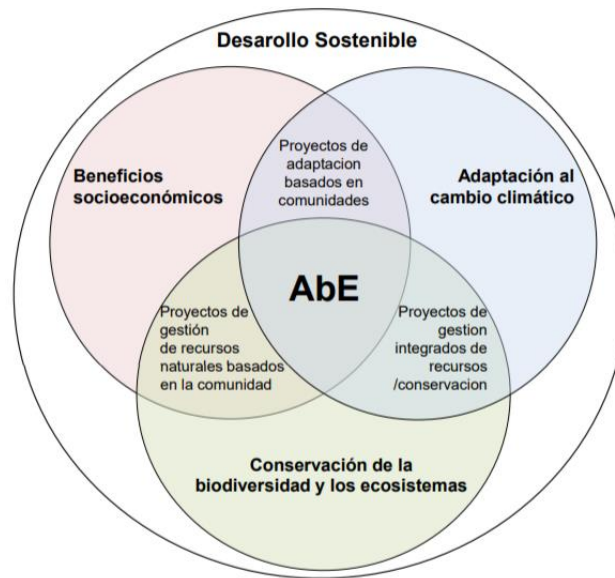 Desarollo Sostenible
Beneficios
socioeconómicos
Proyectos de
adaptacion
basados en
comunidades
Adaptación al
cambio climático
AbE
Proyectos de
gestión
de recursos
naturales basados
en la comunidad
Proyectos de
gestion
integrados de
recursos
/conservacion
Conservación de la
biodiversidad y los ecosistemas